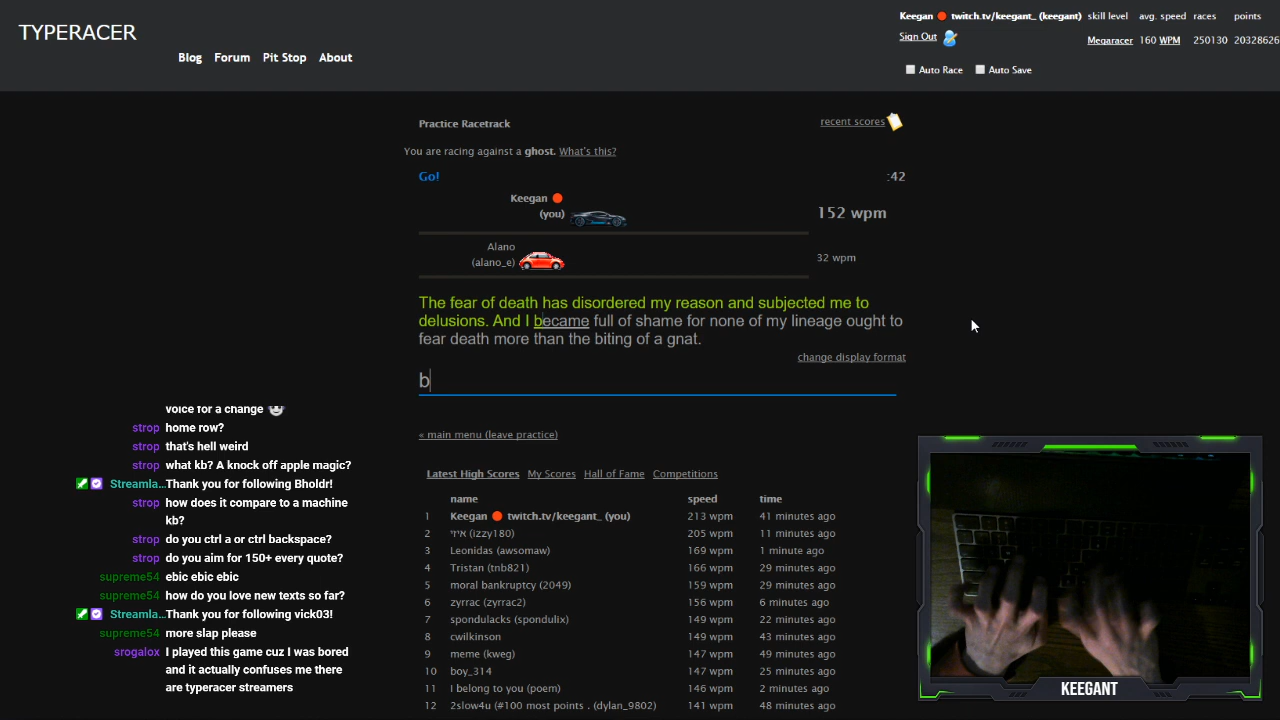 TYPERACER
Blog Forum Pit Stop About
Keegan twitch.tv/keegant_ (keegant) skill level avg. speed races points
Sign Out Megaracer 160 WPM 250130 20328626
Auto Race Auto Save
Practice Racetrack
recent scores
You are racing against a ghost. What's this?
Go!
:42
Keegan
(you)
152 wpm
Alano
(alano_e)
32 wpm
The fear of death has disordered my reason and subjected me to
delusions. And I became full of shame for none of my lineage ought to
fear death more than the biting of a gnat.
change display format
b
« main menu (leave practice)
Latest High Scores My Scores Hall of Fame Competitions
name speed time
1 Keegan twitch.tv/keegant_ (you) 213 wpm 41 minutes ago
2 איזי (izzy180) 205 wpm 11 minutes ago
3 Leonidas (awsomaw) 169 wpm 1 minute ago
4 Tristan (tnb821) 166 wpm 29 minutes ago
5 moral bankruptcy (2049) 159 wpm 29 minutes ago
6 zyrrac (zyrrac2) 156 wpm 6 minutes ago
7 spondulacks (spondulix) 149 wpm 22 minutes ago
8 cwilkinson 149 wpm 43 minutes ago
9 meme (kweg) 147 wpm 49 minutes ago
10 boy_314 147 wpm 25 minutes ago
11 I belong to you (poem) 146 wpm 2 minutes ago
12 2slow4u (#100 most points . (dylan_9802) 141 wpm 48 minutes ago
voice for a change
strop home row?
strop that's hell weird
strop what kb? A knock off apple magic?
Streamla... Thank you for following Bholdr!
strop how does it compare to a machine
kb?
strop do you ctrl a or ctrl backspace?
strop do you aim for 150+ every quote?
supreme54 ebic ebic ebic
supreme54 how do you love new texts so far?
Streamla... Thank you for following vick03!
supreme54 more slap please
srogalox I played this game cuz I was bored
and it actually confuses me there
are typeracer streamers
KEEGANT